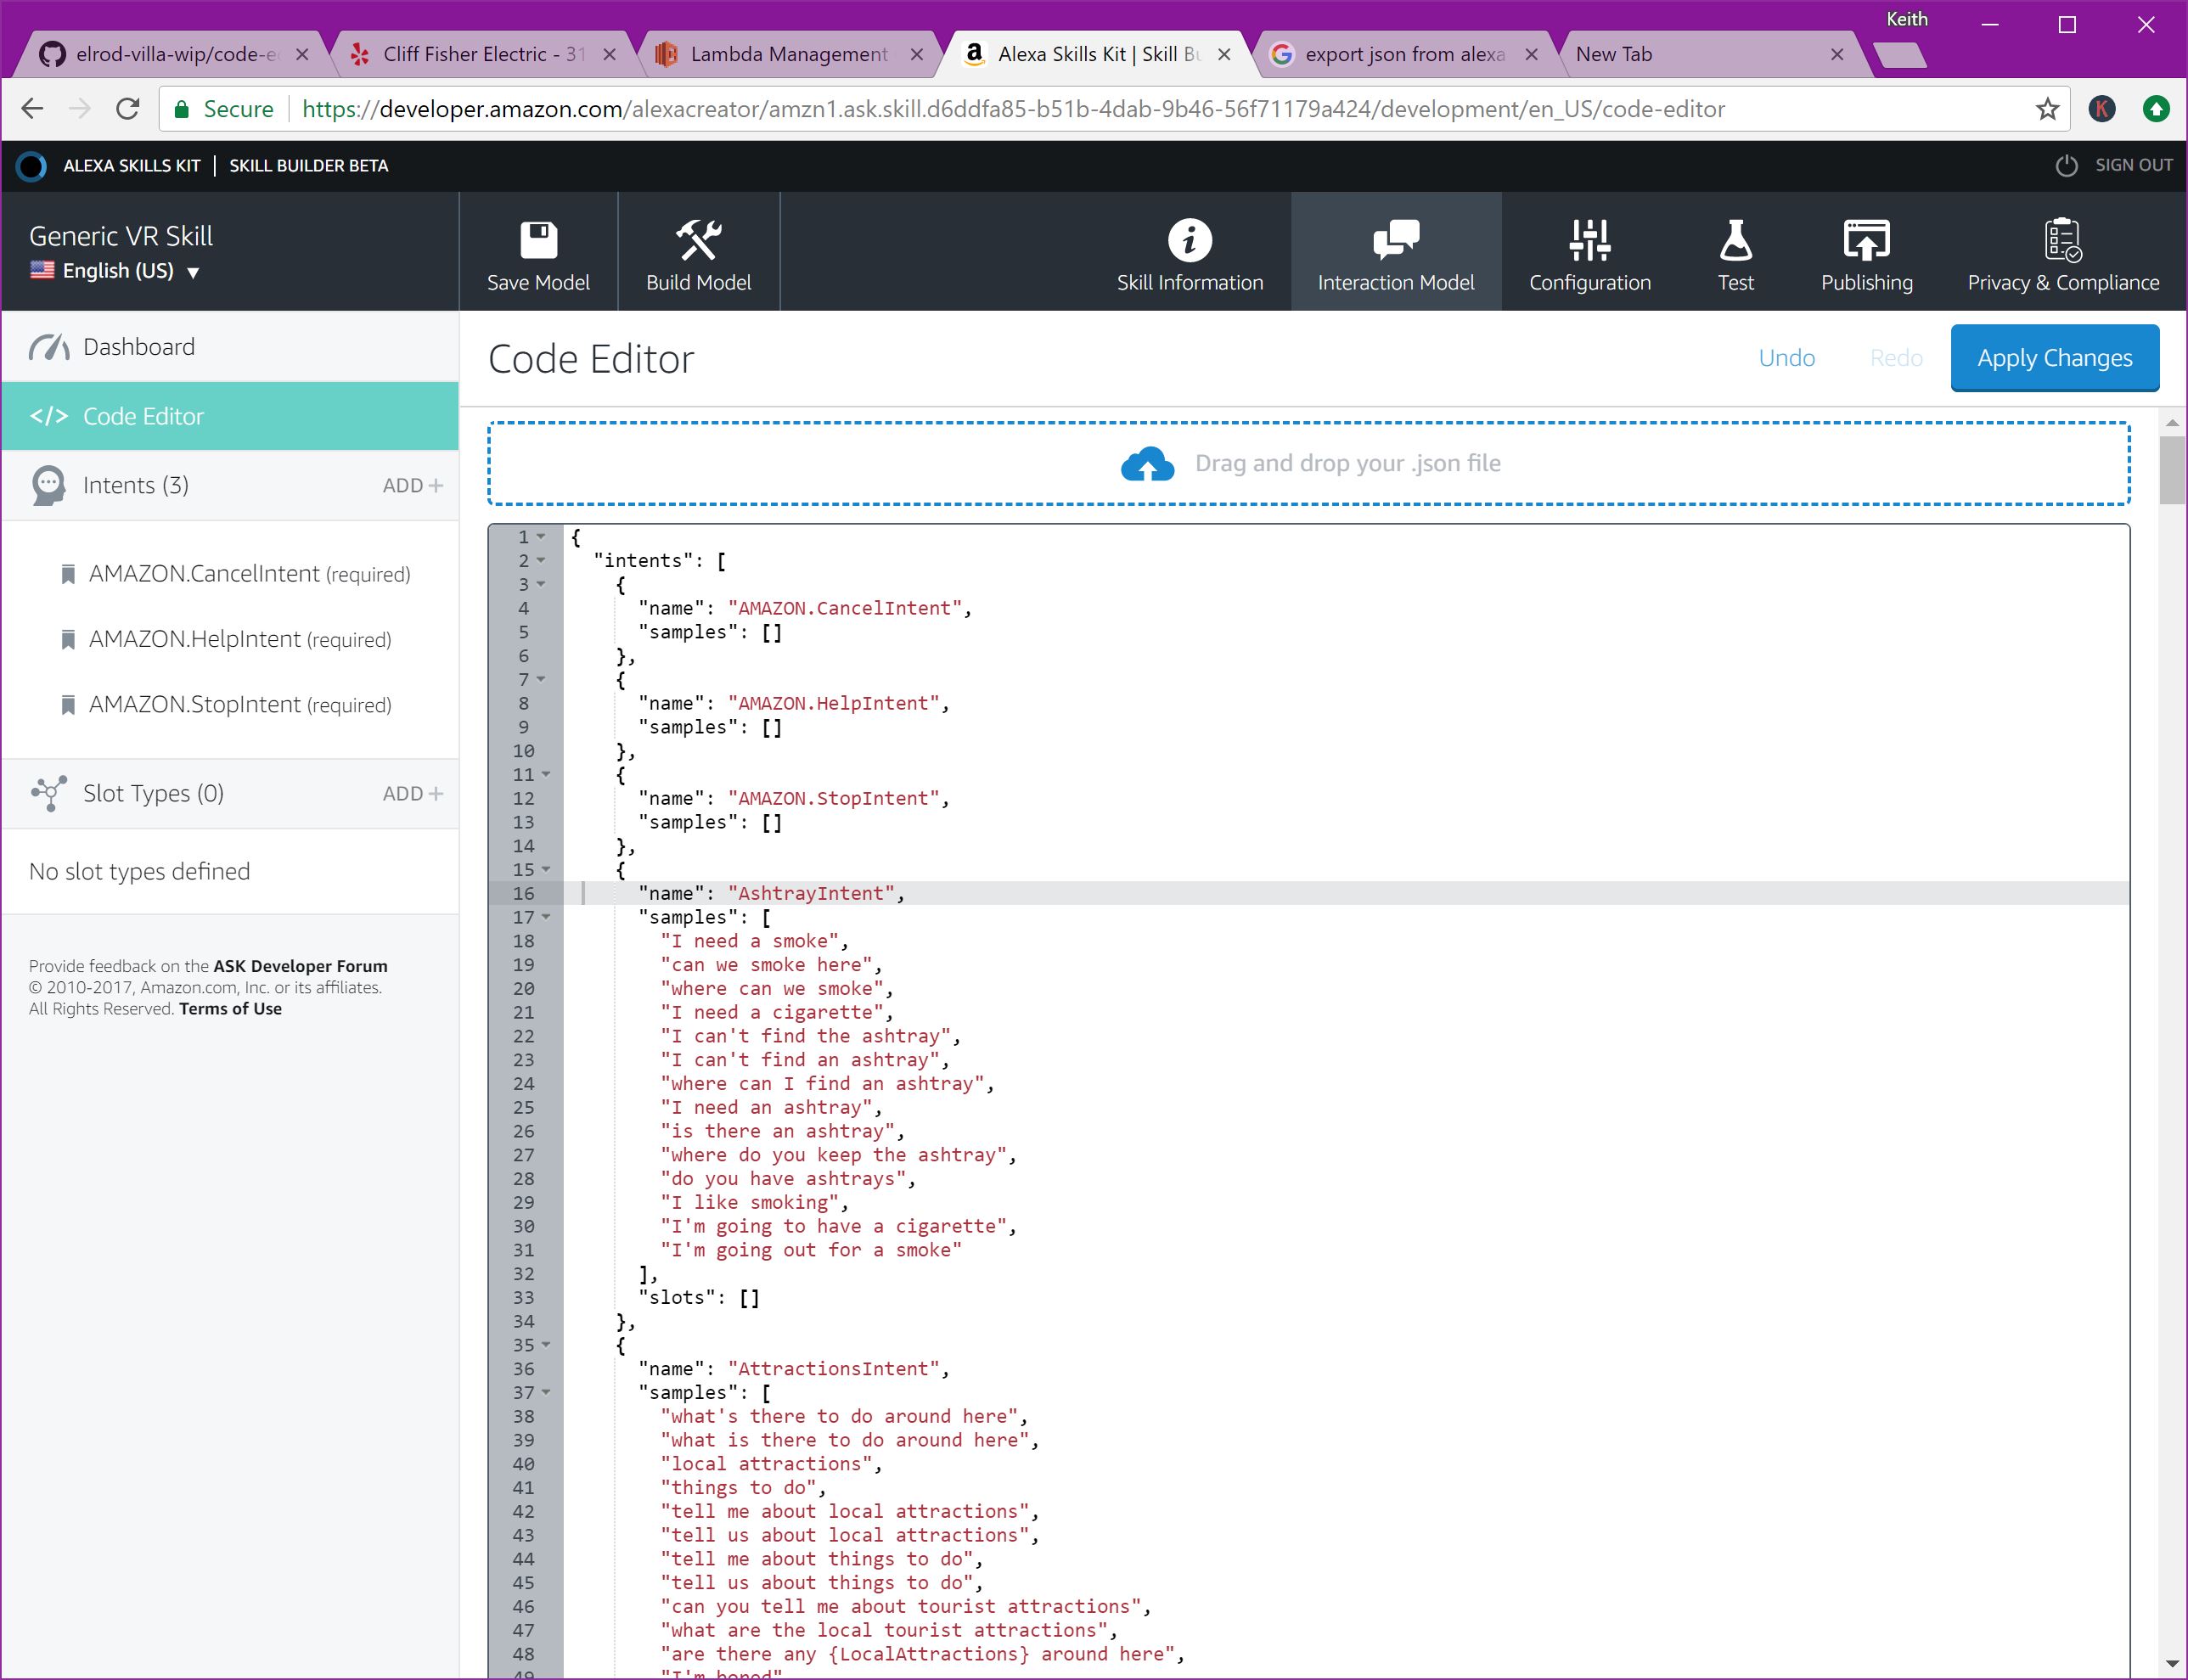 Keith
elrod-villa-wip/code-e
Cliff Fisher Electric - 31
Lambda Management
Alexa Skills Kit | Skill Bu
export json from alexa
New Tab
Secure
https://developer.amazon.com/alexacreator/amzn1.ask.skill.d6ddfa85-b51b-4dab-9b46-56f71179a424/development/en_US/code-editor
K
ALEXA SKILLS KIT | SKILL BUILDER BETA
SIGN OUT
Generic VR Skill
English (US) ▼
Save Model
Build Model
Skill Information
Interaction Model
Configuration
Test
Publishing
Privacy & Compliance
Dashboard
</> Code Editor
Intents (3)
ADD +
AMAZON.CancelIntent (required)
AMAZON.HelpIntent (required)
AMAZON.StopIntent (required)
Slot Types (0)
ADD +
No slot types defined
Provide feedback on the ASK Developer Forum
© 2010-2017, Amazon.com, Inc. or its affiliates.
All Rights Reserved. Terms of Use
Code Editor
Undo
Redo
Apply Changes
Drag and drop your .json file
1 {
2 "intents": [
3 {
4 "name": "AMAZON.CancelIntent",
5 "samples": []
6 },
7 {
8 "name": "AMAZON.HelpIntent",
9 "samples": []
10 },
11 {
12 "name": "AMAZON.StopIntent",
13 "samples": []
14 },
15 {
16 "name": "AshtrayIntent",
17 "samples": [
18 "I need a smoke",
19 "can we smoke here",
20 "where can we smoke",
21 "I need a cigarette",
22 "I can't find the ashtray",
23 "I can't find an ashtray",
24 "where can I find an ashtray",
25 "I need an ashtray",
26 "is there an ashtray",
27 "where do you keep the ashtray",
28 "do you have ashtrays",
29 "I like smoking",
30 "I'm going to have a cigarette",
31 "I'm going out for a smoke"
32 ],
33 "slots": []
34 },
35 {
36 "name": "AttractionsIntent",
37 "samples": [
38 "what's there to do around here",
39 "what is there to do around here",
40 "local attractions",
41 "things to do",
42 "tell me about local attractions",
43 "tell us about local attractions",
44 "tell me about things to do",
45 "tell us about things to do",
46 "can you tell me about tourist attractions",
47 "what are the local tourist attractions",
48 "are there any {LocalAttractions} around here",
49 "I'm bored"